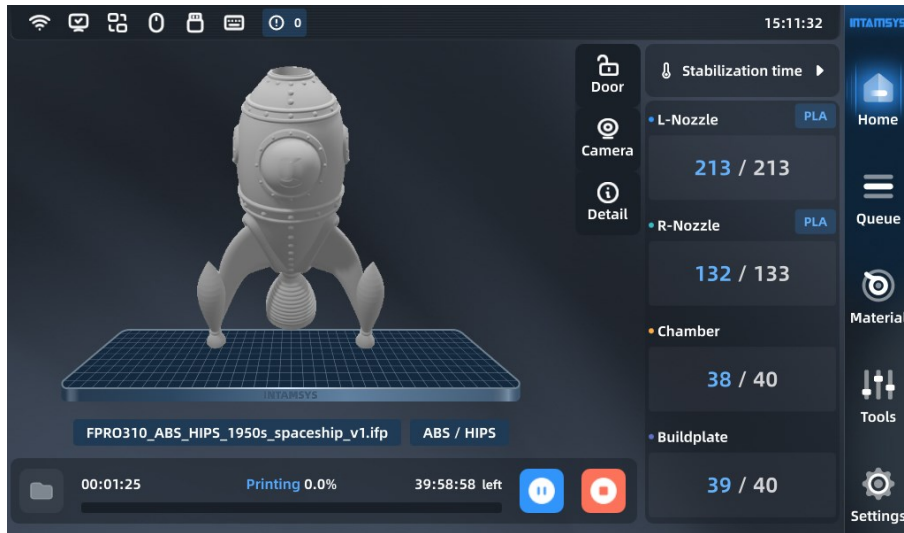 0
15:11:32
INTAMSYS
Door
Camera
Detail
Stabilization time
L-Nozzle
PLA
213 / 213
R-Nozzle
PLA
132 / 133
Chamber
38 / 40
Buildplate
39 / 40
Home
Queue
Material
Tools
Settings
INTAMSYS
FPRO310_ABS_HIPS_1950s_spaceship_v1.ifp
ABS / HIPS
00:01:25
Printing 0.0%
39:58:58 left